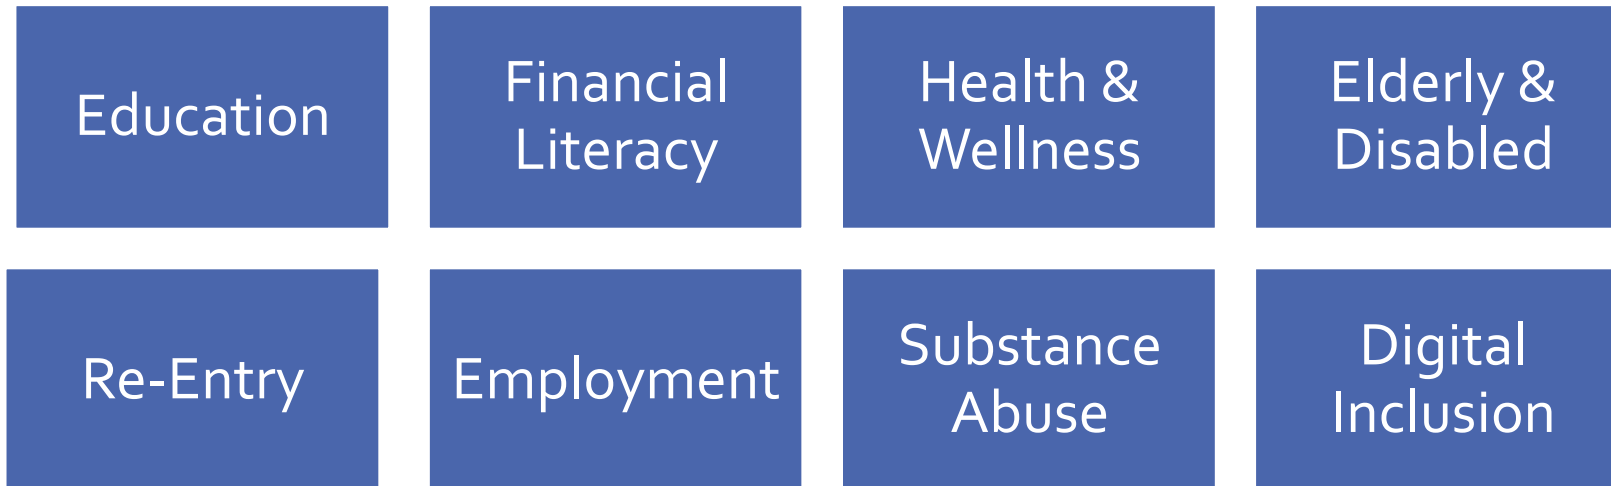 Education
Financial
Literacy
Health &
Wellness
Elderly &
Disabled
Re-Entry
Employment
Substance
Abuse
Digital
Inclusion